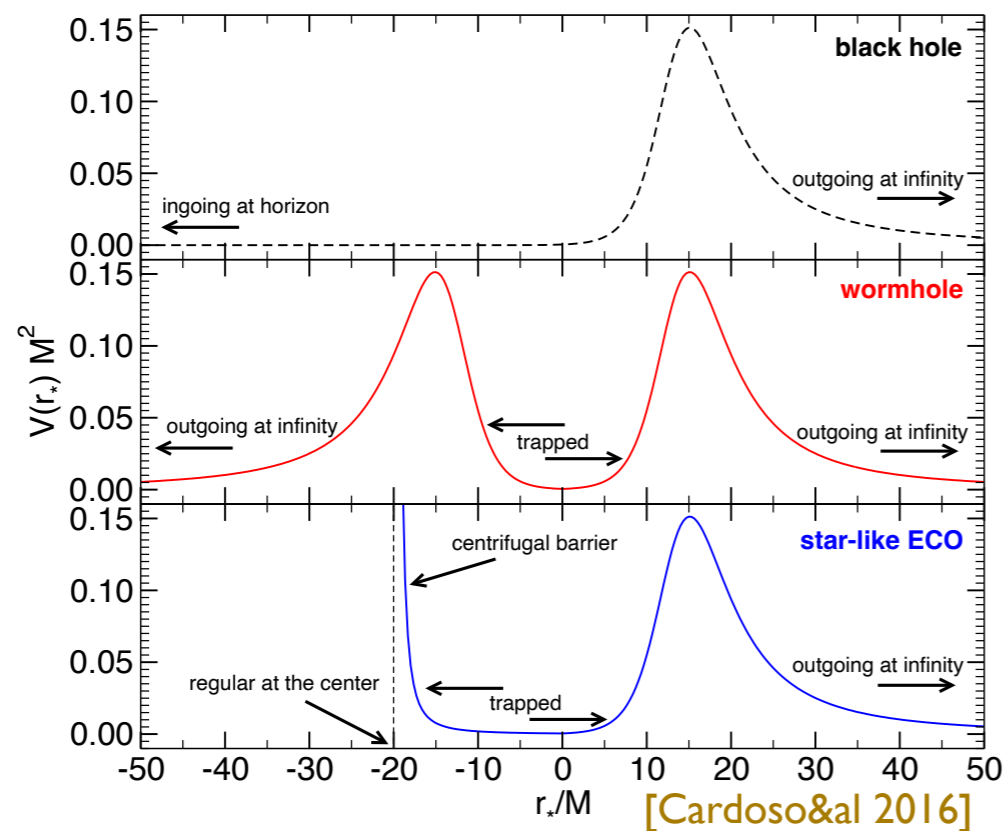 0.15
black hole
0.10
0.05
outgoing at infinity
ingoing at horizon
0.00
0.15
wormhole
0.10
V(r*) M²
0.05
outgoing at infinity
trapped
outgoing at infinity
0.00
0.15
centrifugal barrier
star-like ECO
0.10
0.05
regular at the center
trapped
outgoing at infinity
0.00
-50 -40 -30 -20 -10 0 10 20 30 40 50
r*/M
[Cardoso&al 2016]